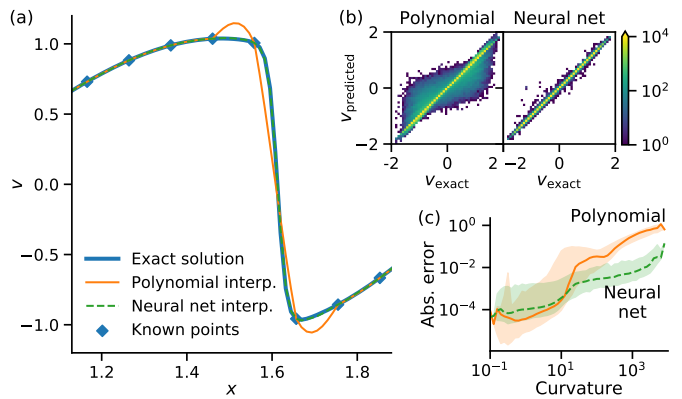 (a)
1.0
0.5
0.0
−0.5
−1.0
v
1.2
1.4
1.6
1.8
x
Exact solution
Polynomial interp.
Neural net interp.
Known points
(b)
Polynomial
Neural net
2
0
−2
v_predicted
−2
0
2
−2
0
2
v_exact
v_exact
10^4
10^2
10^0
(c)
Polynomial
Neural
net
10^0
10^−2
10^−4
Abs. error
10^−1
10^1
10^3
Curvature